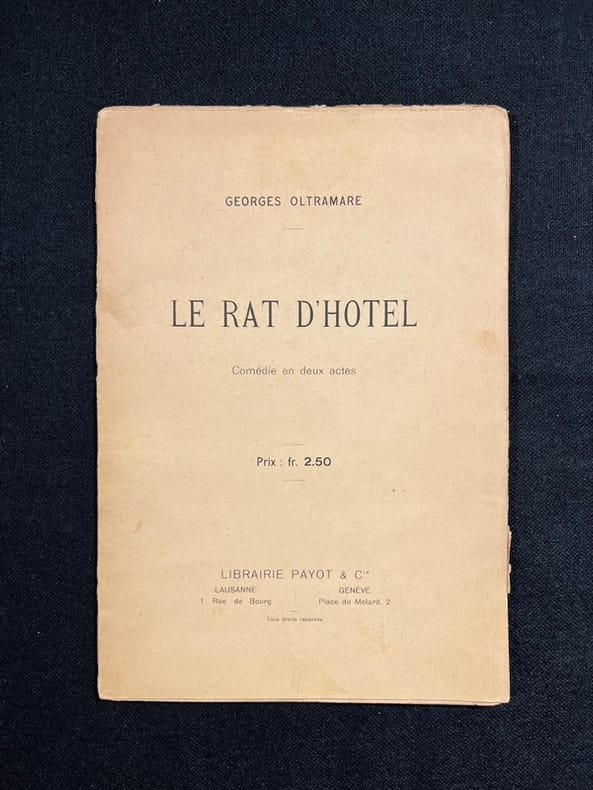 GEORGES OLTRAMARE
LE RAT D'HOTEL
Comédie en deux actes
Prix : fr. 2.50
LIBRAIRIE PAYOT & Cie
LAUSANNE GENÈVE
1. Rue de Bourg Place du Molard, 2
Tous droits réservés